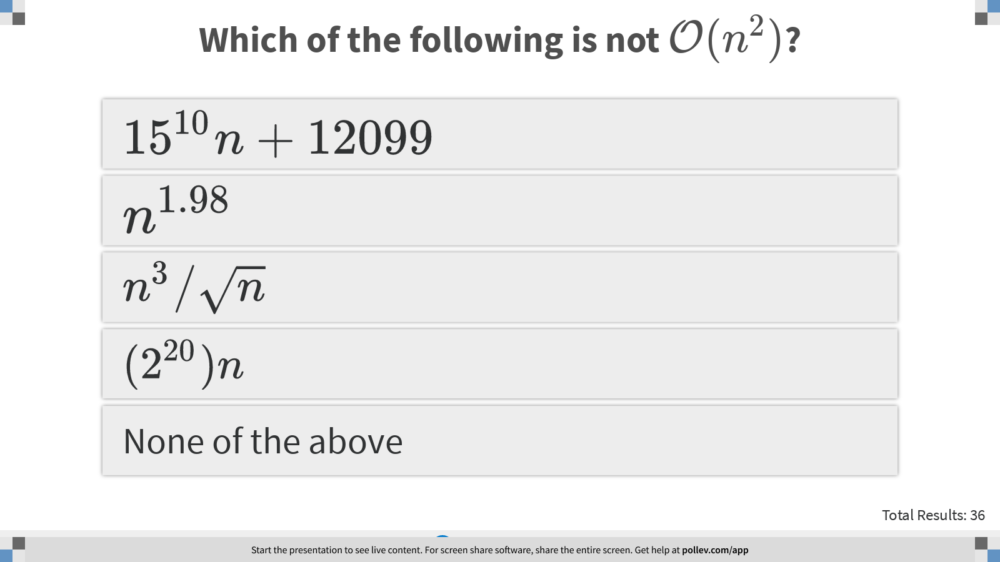 Which of the following is not $\mathcal{O}(n^2)$?
$15^{10}n + 12099$
$n^{1.98}$
$n^3/\sqrt{n}$
$(2^{20})n$
None of the above
Total Results: 36
Start the presentation to see live content. For screen share software, share the entire screen. Get help at pollev.com/app